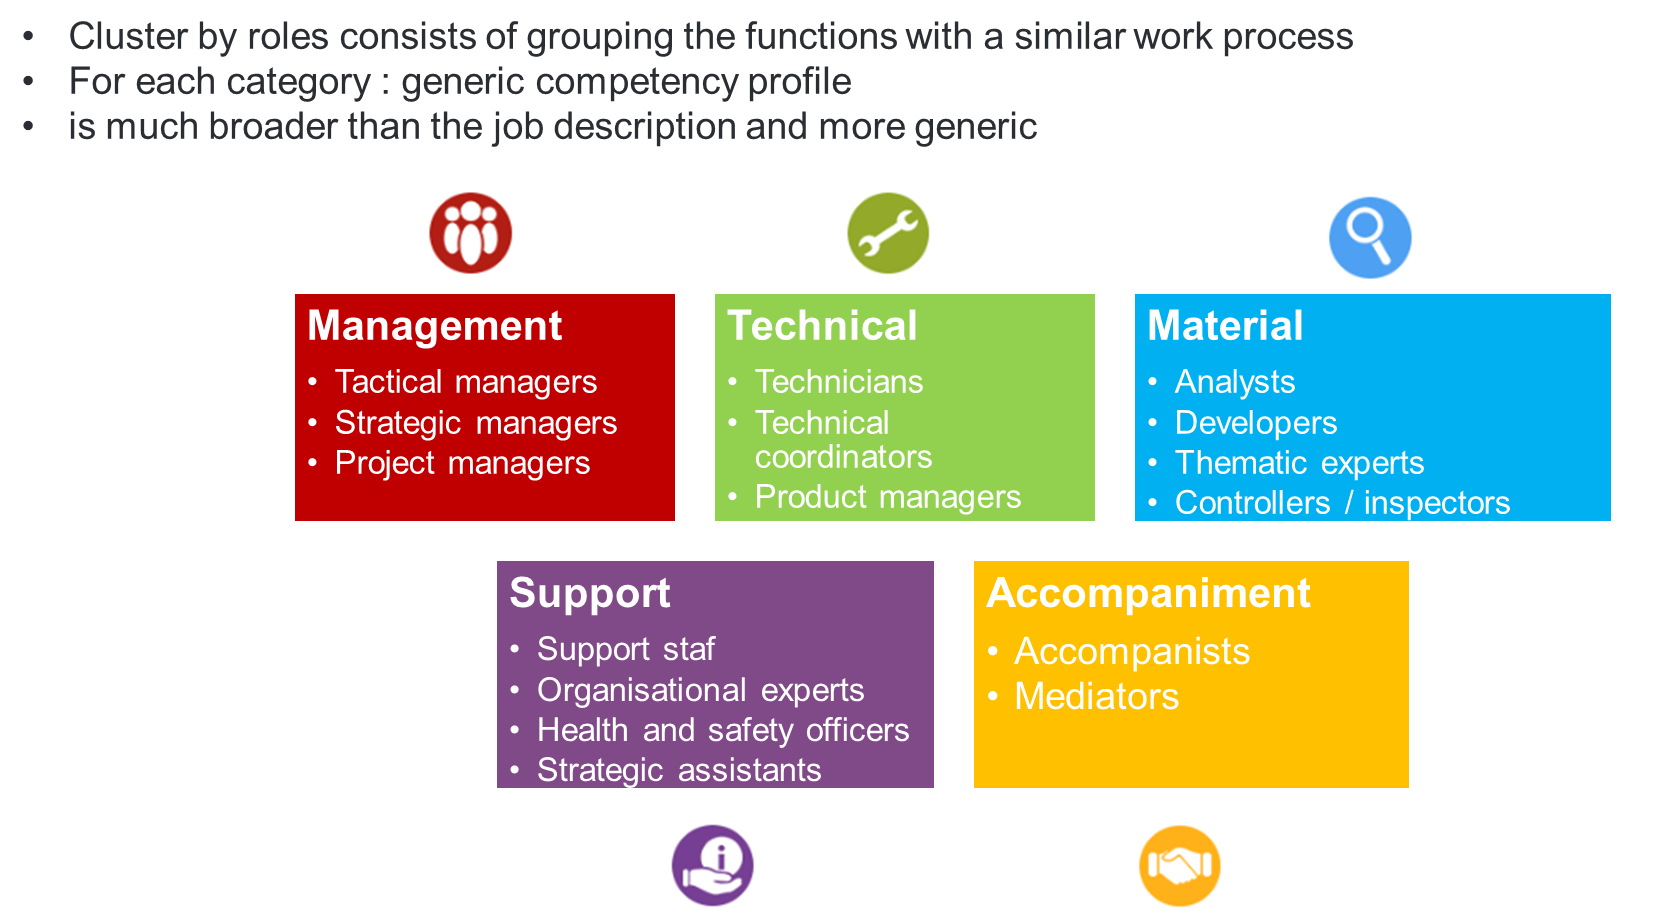 • Cluster by roles consists of grouping the functions with a similar work process
• For each category : generic competency profile
• is much broader than the job description and more generic
Management
• Tactical managers
• Strategic managers
• Project managers
Technical
• Technicians
• Technical
coordinators
• Product managers
Material
• Analysts
• Developers
• Thematic experts
• Controllers / inspectors
Support
• Support staf
• Organisational experts
• Health and safety officers
• Strategic assistants
Accompaniment
• Accompanists
• Mediators
i